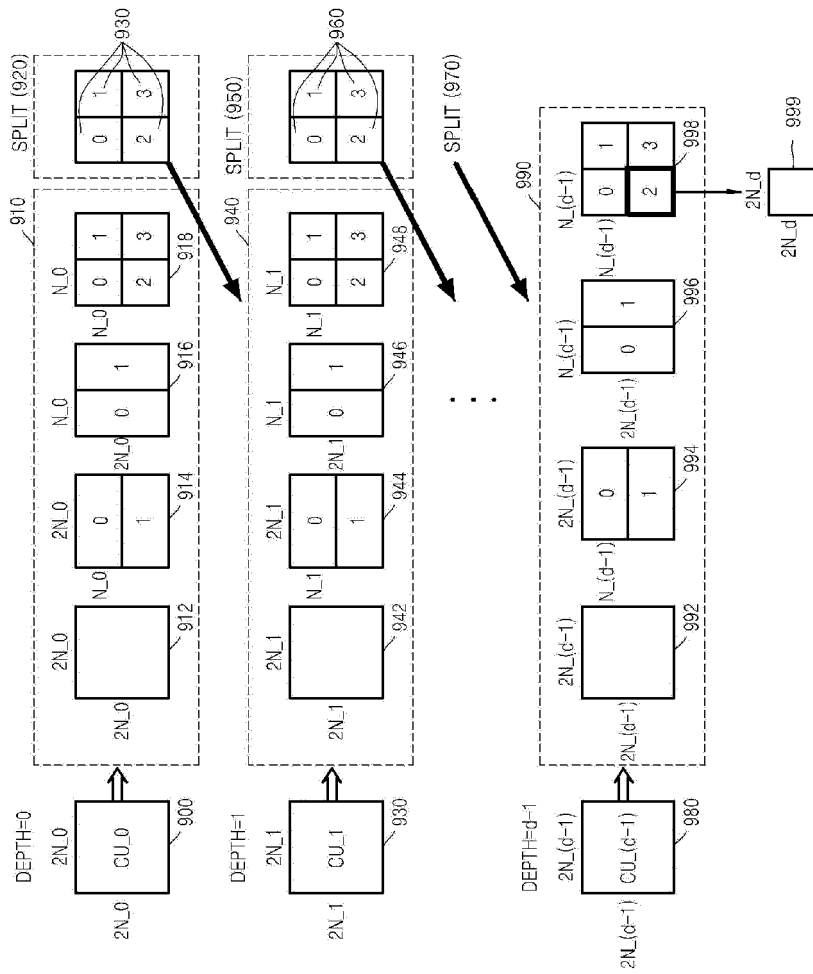 DEPTH=0
2N_0
2N_0
CU_0
900
910
2N_0
2N_0
912
2N_0
N_0
0
1
914
N_0
2N_0
0
1
916
N_0
N_0
0
1
2
3
918
SPLIT (920)
0
1
2
3
930
DEPTH=1
2N_1
2N_1
CU_1
930
940
2N_1
2N_1
942
2N_1
N_1
0
1
944
N_1
2N_1
0
1
946
N_1
N_1
0
1
2
3
948
SPLIT (950)
0
1
2
3
960
SPLIT (970)
DEPTH=d-1
2N_(d-1)
2N_(d-1)
CU_(d-1)
980
990
2N_(d-1)
2N_(d-1)
992
2N_(d-1)
N_(d-1)
0
1
994
N_(d-1)
2N_(d-1)
0
1
996
N_(d-1)
N_(d-1)
0
1
2
3
998
2N_d
2N_d
999